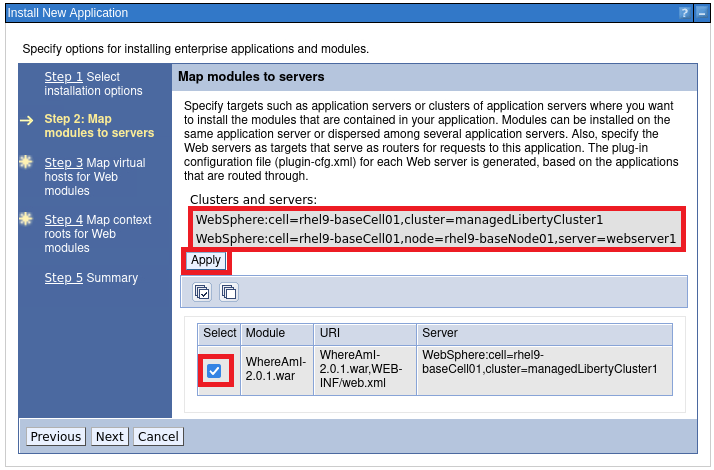 Install New Application
? –
Specify options for installing enterprise applications and modules.
Step 1 Select
installation options
Step 2: Map
modules to servers
Step 3 Map virtual
hosts for Web
modules
Step 4 Map context
roots for Web
modules
Step 5 Summary
Map modules to servers
Specify targets such as application servers or clusters of application servers where you want
to install the modules that are contained in your application. Modules can be installed on the
same application server or dispersed among several application servers. Also, specify the
Web servers as targets that serve as routers for requests to this application. The plug-in
configuration file (plugin-cfg.xml) for each Web server is generated, based on the applications
that are routed through.
Clusters and servers:
WebSphere:cell=rhel9-baseCell01,cluster=managedLibertyCluster1
WebSphere:cell=rhel9-baseCell01,node=rhel9-baseNode01,server=webserver1
Apply
Select Module URI Server
WhereAmI-
2.0.1.war
WhereAmI-
2.0.1.war,WEB-
INF/web.xml
WebSphere:cell=rhel9-
baseCell01,cluster=managedLibertyCluster1
Previous Next Cancel